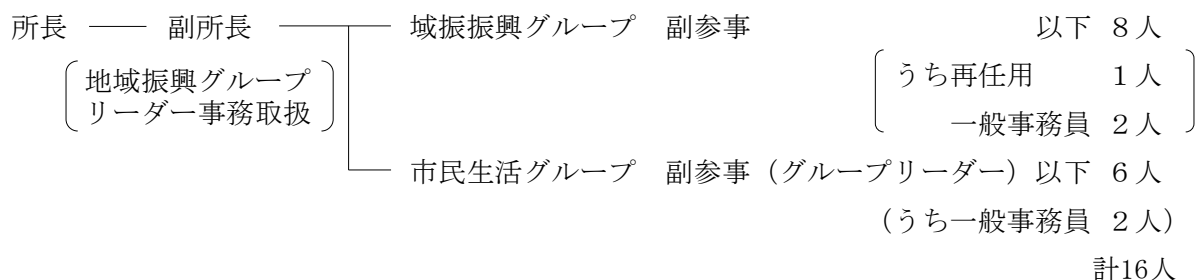 所長 副所長 域振振興グループ 副参事 以下 8人
地域振興グループ うち再任用 1人
リーダー事務取扱
一般事務員 2人
市民生活グループ 副参事(グループリーダー)以下 6人
(うち一般事務員 2人)
計16人